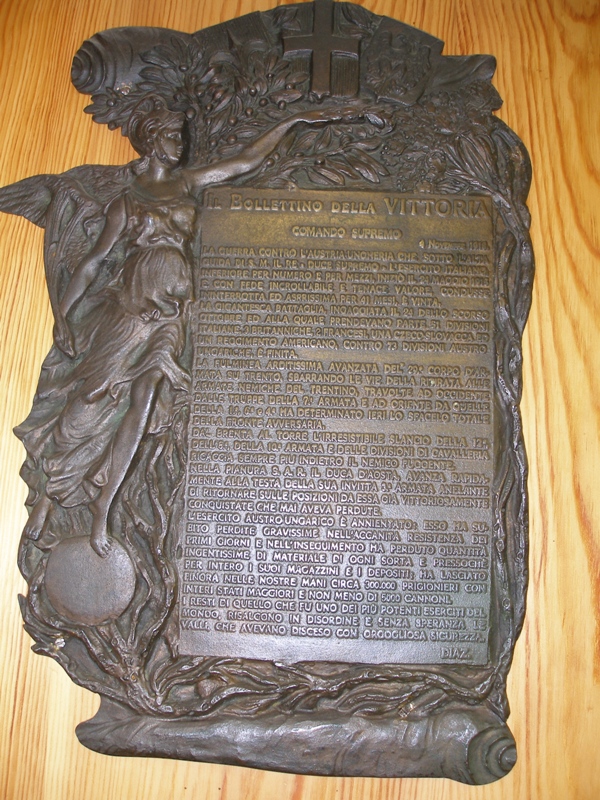 IL BOLLETTINO DELLA VITTORIA
COMANDO SUPREMO
4 NOVEMBRE 1918.
LA GUERRA CONTRO L'AUSTRIA-UNGHERIA CHE, SOTTO L'ALTA
GUIDA DI S. M. IL RE - DUCE SUPREMO - L'ESERCITO ITALIANO,
INFERIORE PER NUMERO E PER MEZZI, INIZIÒ IL 24 MAGGIO 1915
E CON FEDE INCROLLABILE E TENACE VALORE, CONDUSSE
ININTERROTTA ED ASPRISSIMA PER 41 MESI, È VINTA.
LA GIGANTESCA BATTAGLIA, INGAGGIATA IL 24 DELLO SCORSO
OTTOBRE ED ALLA QUALE PRENDEVANO PARTE 51 DIVISIONI
ITALIANE, 3 BRITANNICHE, 2 FRANCESI, UNA CZECO SLOVACCA ED
UN REGGIMENTO AMERICANO, CONTRO 73 DIVISIONI AUSTRO
UNGARICHE, È FINITA.
LA FULMINEA ARDITISSIMA AVANZATA DEL 29º CORPO D'AR-
MATA SU TRENTO, SBARRANDO LE VIE DELLA RITIRATA ALLE
ARMATE NEMICHE DEL TRENTINO, TRAVOLTE AD OCCIDENTE
DALLE TRUPPE DELLA 7ª ARMATA E AD ORIENTE DA QUELLE
DELLA 1ª, 6ª e 4ª HA DETERMINATO IERI LO SFACELO TOTALE
DELLA FRONTE AVVERSARIA.
DAL BRENTA AL TORRE L'IRRESISTIBILE SLANCIO DELLA 12ª,
DELL'8ª, DELLA 10ª ARMATA E DELLE DIVISIONI DI CAVALLERIA
RICACCIA SEMPRE PIÙ INDIETRO IL NEMICO FUGGENTE.
NELLA PIANURA S. A. R. IL DUCA D'AOSTA, AVANZA RAPIDA-
MENTE ALLA TESTA DELLA SUA INVITTA 3ª ARMATA ANELANTE
DI RITORNARE SULLE POSIZIONI DA ESSA GIÀ VITTORIOSAMENTE
CONQUISTATE CHE MAI AVEVA PERDUTE.
L'ESERCITO AUSTRO UNGARICO È ANNIENTATO: ESSO HA SU-
BITO PERDITE GRAVISSIME NELL'ACCANITA RESISTENZA DEI
PRIMI GIORNI E NELL'INSEGUIMENTO HA PERDUTO QUANTITÀ
INGENTISSIME DI MATERIALE DI OGNI SORTA E PRESSOCHÈ
PER INTERO I SUOI MAGAZZINI E I DEPOSITI; HA LASCIATO
FINORA NELLE NOSTRE MANI CIRCA 300.000 PRIGIONIERI CON
INTERI STATI MAGGIORI E NON MENO DI 5000 CANNONI.
I RESTI DI QUELLO CHE FU UNO DEI PIÙ POTENTI ESERCITI DEL
MONDO, RISALGONO IN DISORDINE E SENZA SPERANZA LE
VALLI, CHE AVEVANO DISCESO CON ORGOGLIOSA SICUREZZA.
DIAZ.